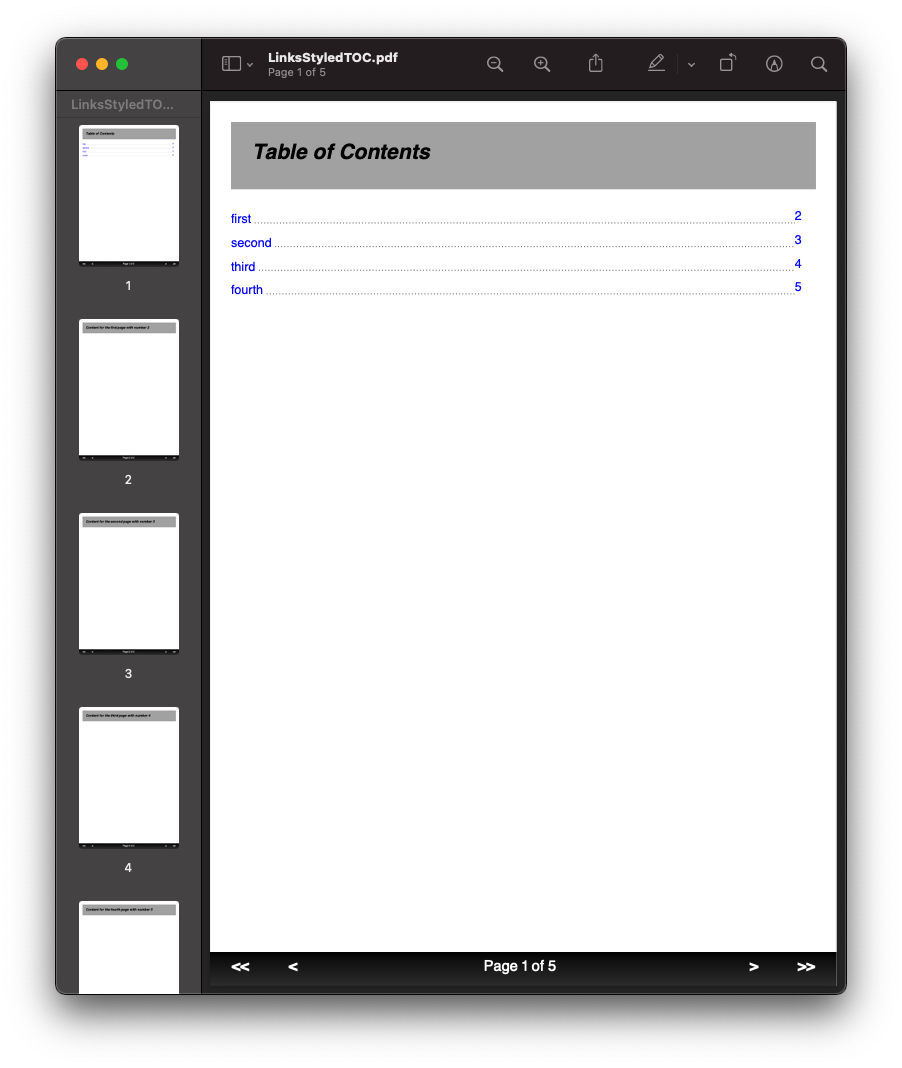 LinksStyledTOC.pdf
Page 1 of 5
LinksStyledTO...
Table of Contents
1
Content for the first page with number 2
2
Content for the second page with number 3
3
Content for the third page with number 4
4
Content for the fourth page with number 5
Table of Contents
first 2
second 3
third 4
fourth 5
<< < Page 1 of 5 > >>